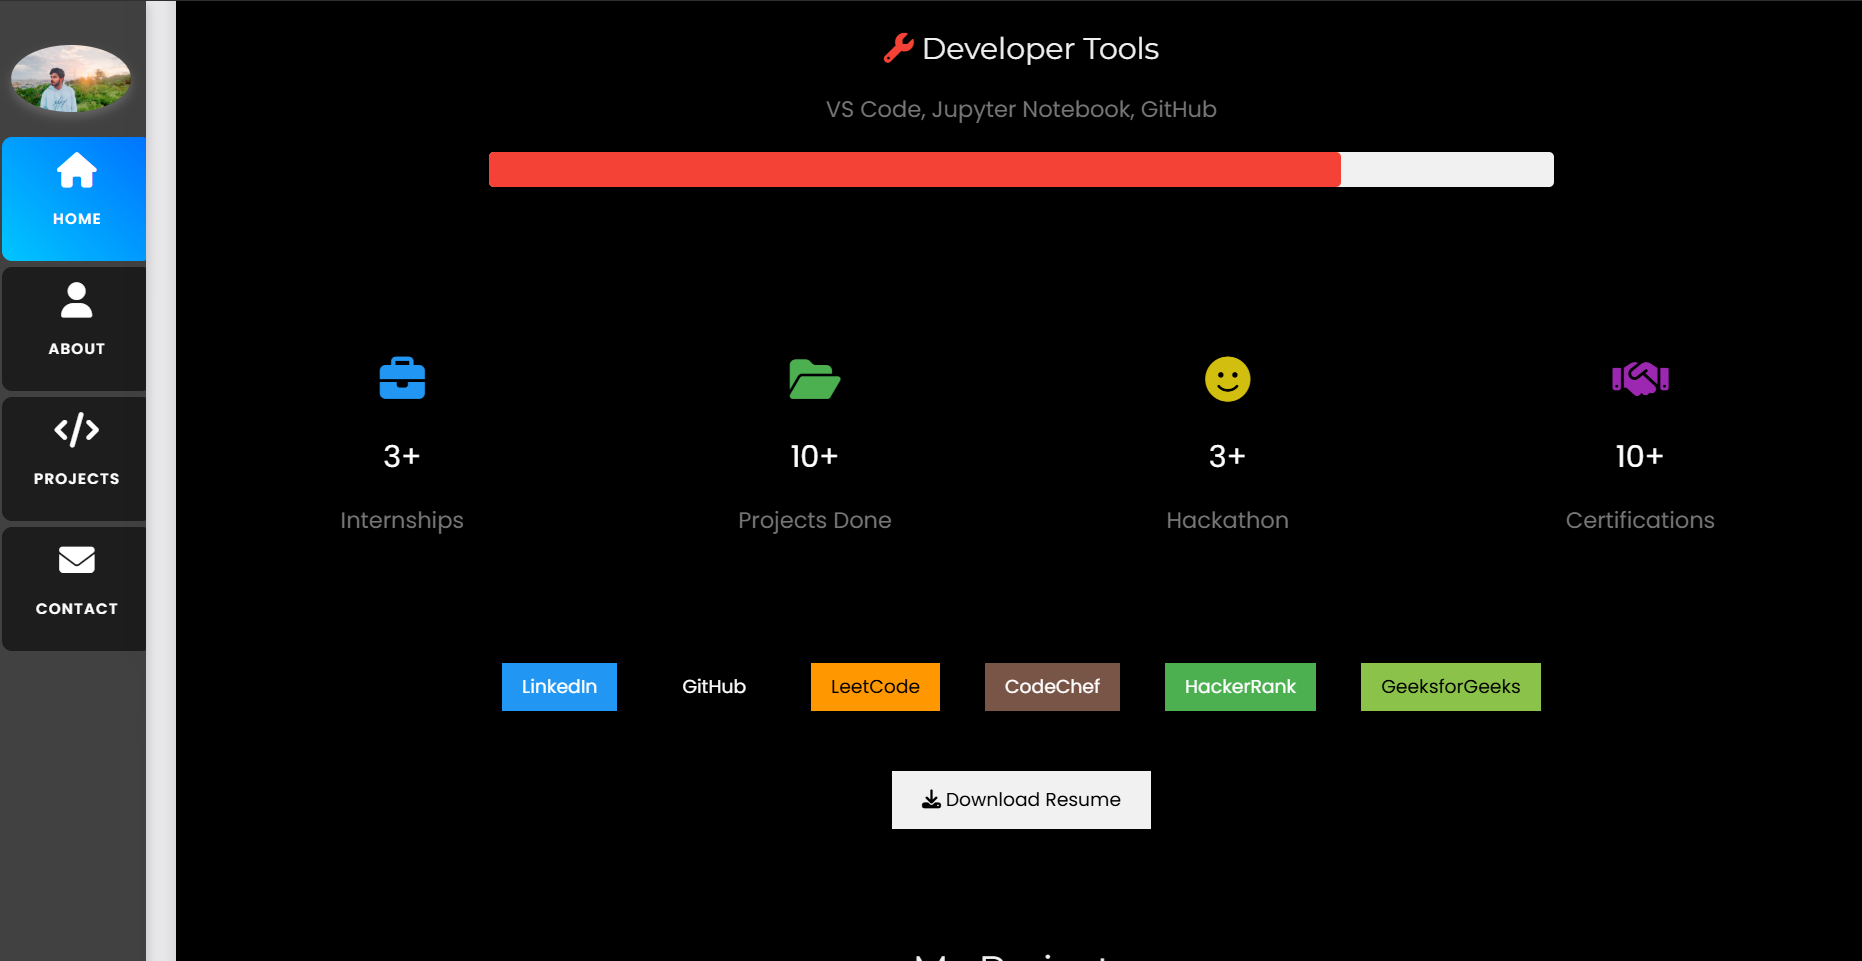 HOME
ABOUT
PROJECTS
CONTACT
Developer Tools
VS Code, Jupyter Notebook, GitHub
3+ 10+ 3+ 10+
Internships Projects Done Hackathon Certifications
LinkedIn GitHub LeetCode CodeChef HackerRank GeeksforGeeks
Download Resume